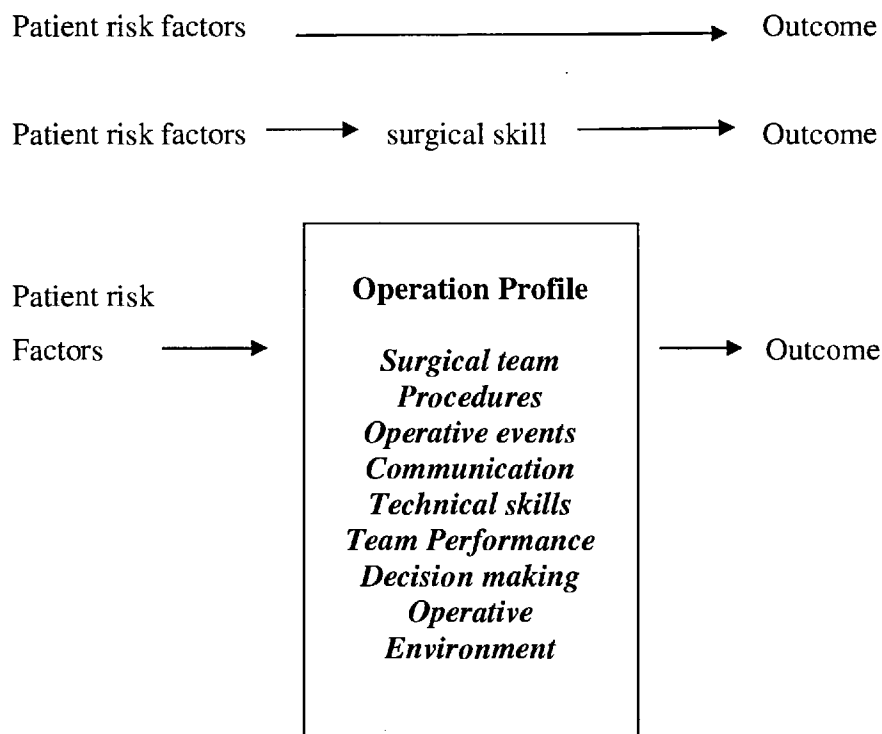 Patient risk factors Outcome
Patient risk factors surgical skill Outcome
Patient risk
Factors
Operation Profile
Surgical team
Procedures
Operative events
Communication
Technical skills
Team Performance
Decision making
Operative
Environment
Outcome